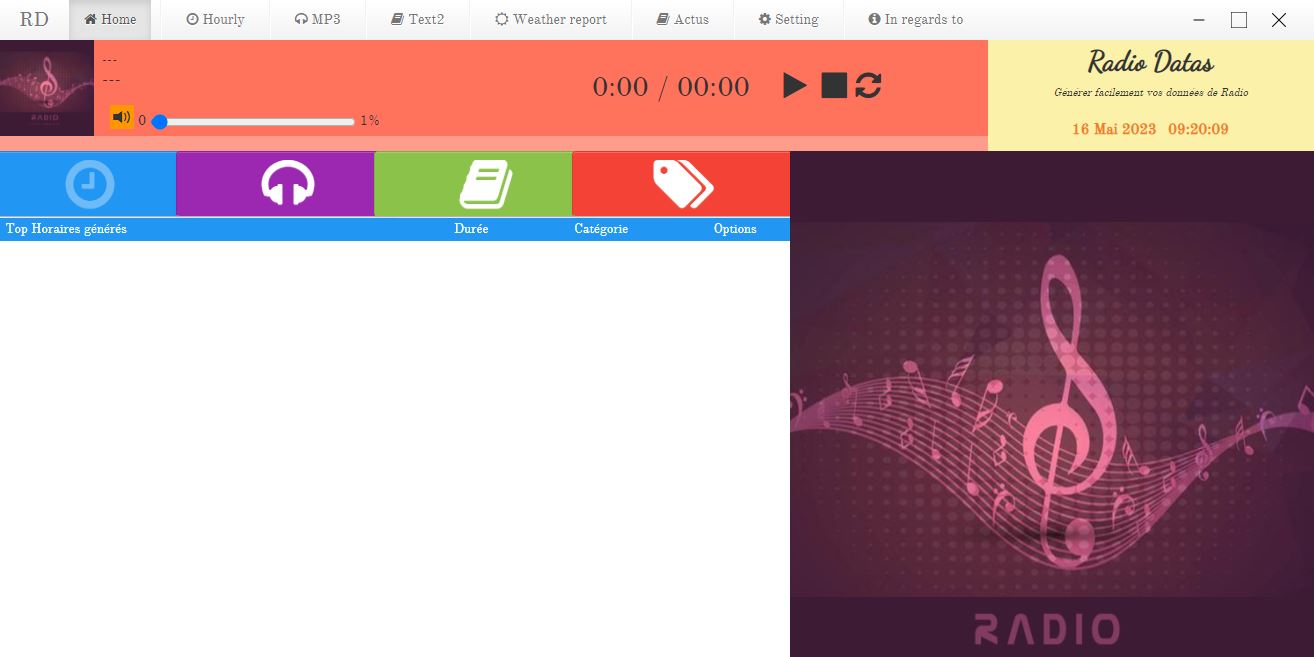 RD Home Hourly MP3 Text2 Weather report Actus Setting In regards to
---
---
0 1%
0:00 / 00:00
Radio Datas
Générer facilement vos données de Radio
16 Mai 2023 09:20:09
Top Horaires générés Durée Catégorie Options
RADIO
RADIO